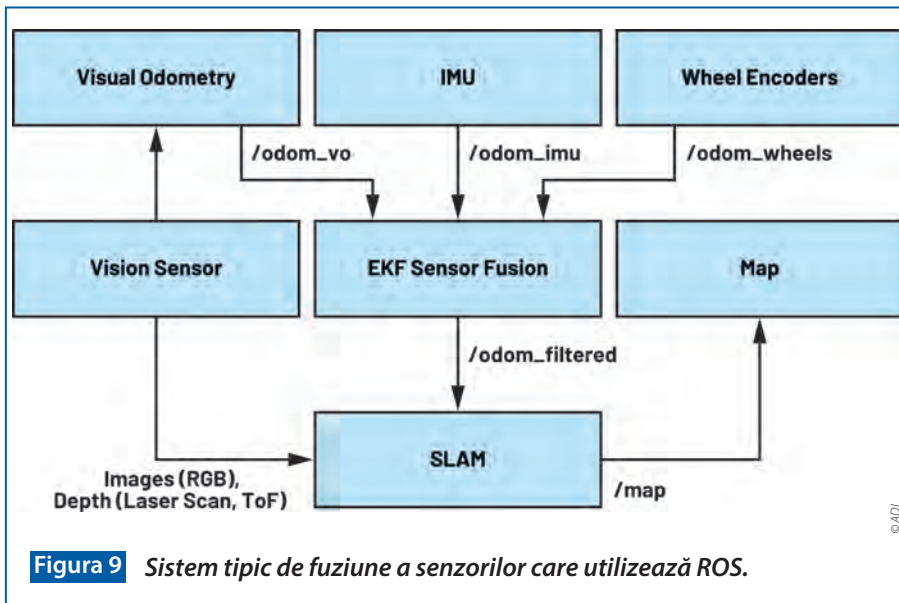 Visual Odometry
IMU
Wheel Encoders
/odom_vo
/odom_imu
/odom_wheels
Vision Sensor
EKF Sensor Fusion
Map
/odom_filtered
SLAM
Images (RGB),
Depth (Laser Scan, ToF)
/map
©ADI
Figura 9 Sistem tipic de fuziune a senzorilor care utilizează ROS.